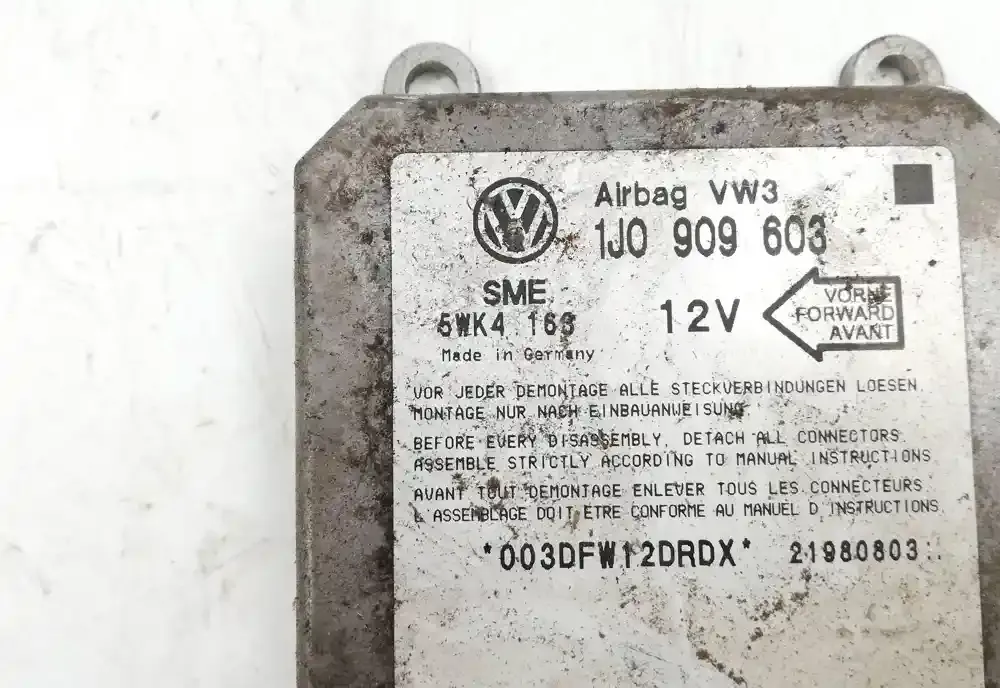 Airbag VW3
1J0 909 603
SME
5WK4 163
Made in Germany
12V
VORNE
FORWARD
AVANT
VOR JEDER DEMONTAGE ALLE STECKVERBINDUNGEN LOESEN.
MONTAGE NUR NACH EINBAUANWEISUNG.
BEFORE EVERY DISASSEMBLY, DETACH ALL CONNECTORS.
ASSEMBLE STRICTLY ACCORDING TO MANUAL INSTRUCTIONS
AVANT TOUT DEMONTAGE ENLEVER TOUS LES CONNECTEURS.
L'ASSEMBLAGE DOIT ETRE CONFORME AU MANUEL D'INSTRUCTIONS.
*003DFW12DRDX* 21980803